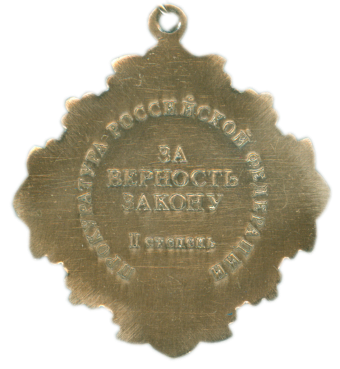 ПРОКУРАТУРА РОССИЙСКОЙ ФЕДЕРАЦИИ
ЗА
ВЕРНОСТЬ
ЗАКОНУ
II степень